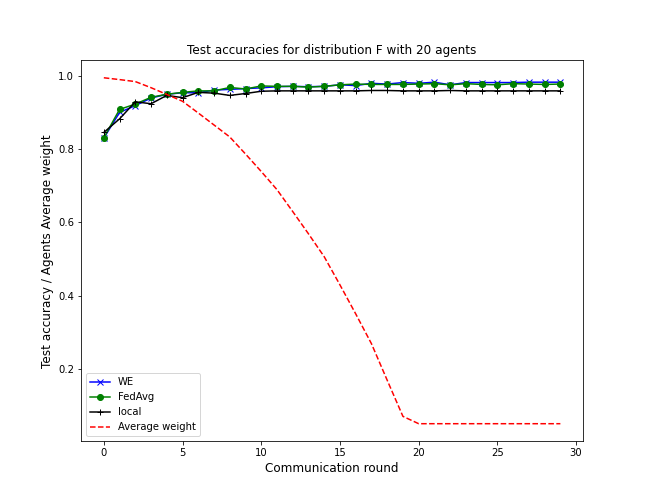 Test accuracies for distribution F with 20 agents
Test accuracy / Agents Average weight
1.0
0.8
0.6
0.4
0.2
WE
FedAvg
local
Average weight
0 5 10 15 20 25 30
Communication round